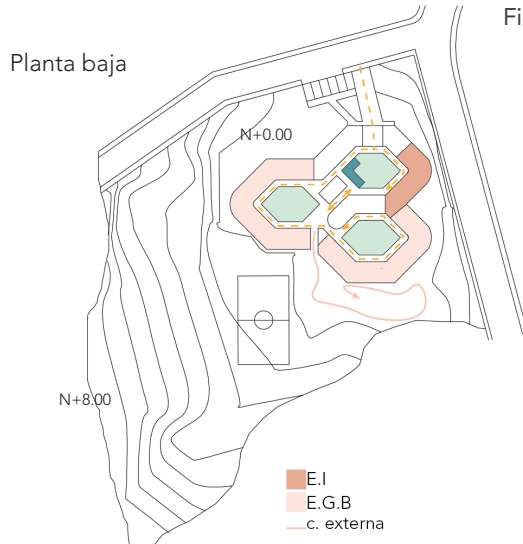 Fi
Planta baja
N+0.00
N+8.00
E.I
E.G.B
c. externa